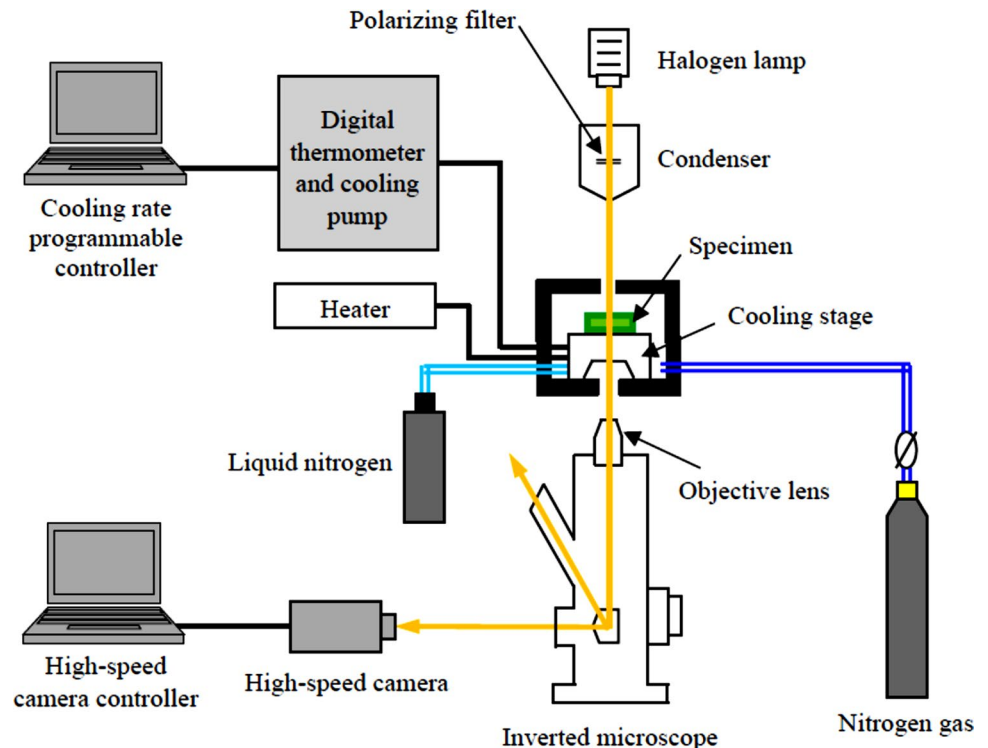 Polarizing filter
Halogen lamp
Digital
thermometer
and cooling
pump
Condenser
Cooling rate
programmable
controller
Specimen
Heater
Cooling stage
Liquid nitrogen
Objective lens
High-speed
camera controller
High-speed camera
Inverted microscope
Nitrogen gas